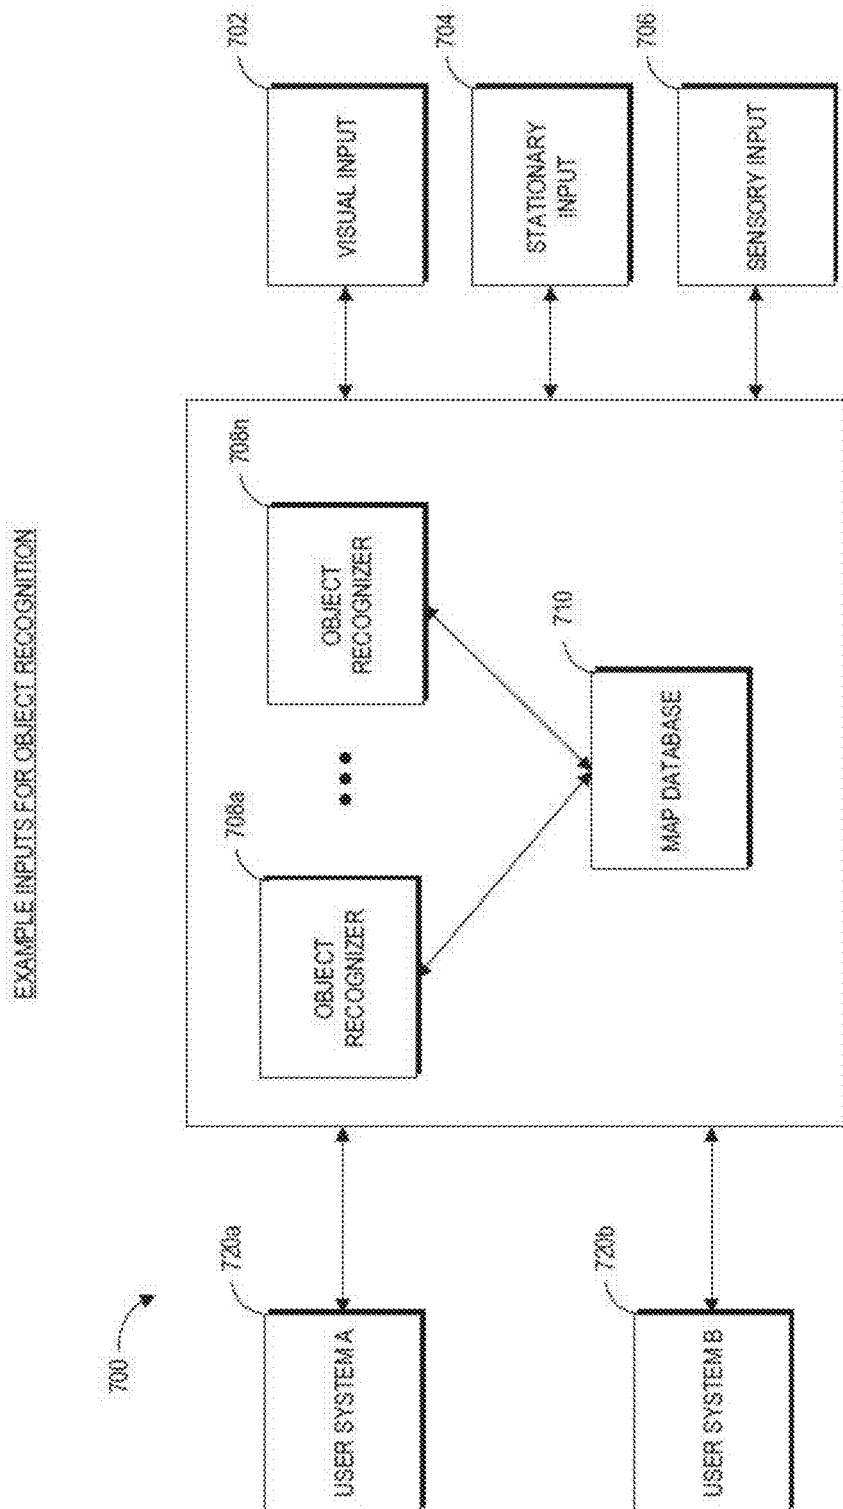 EXAMPLE INPUTS FOR OBJECT RECOGNITION
700
720a
USER SYSTEM A
720b
USER SYSTEM B
708a
OBJECT
RECOGNIZER
708n
OBJECT
RECOGNIZER
710
MAP DATABASE
702
VISUAL INPUT
704
STATIONARY
INPUT
706
SENSORY INPUT